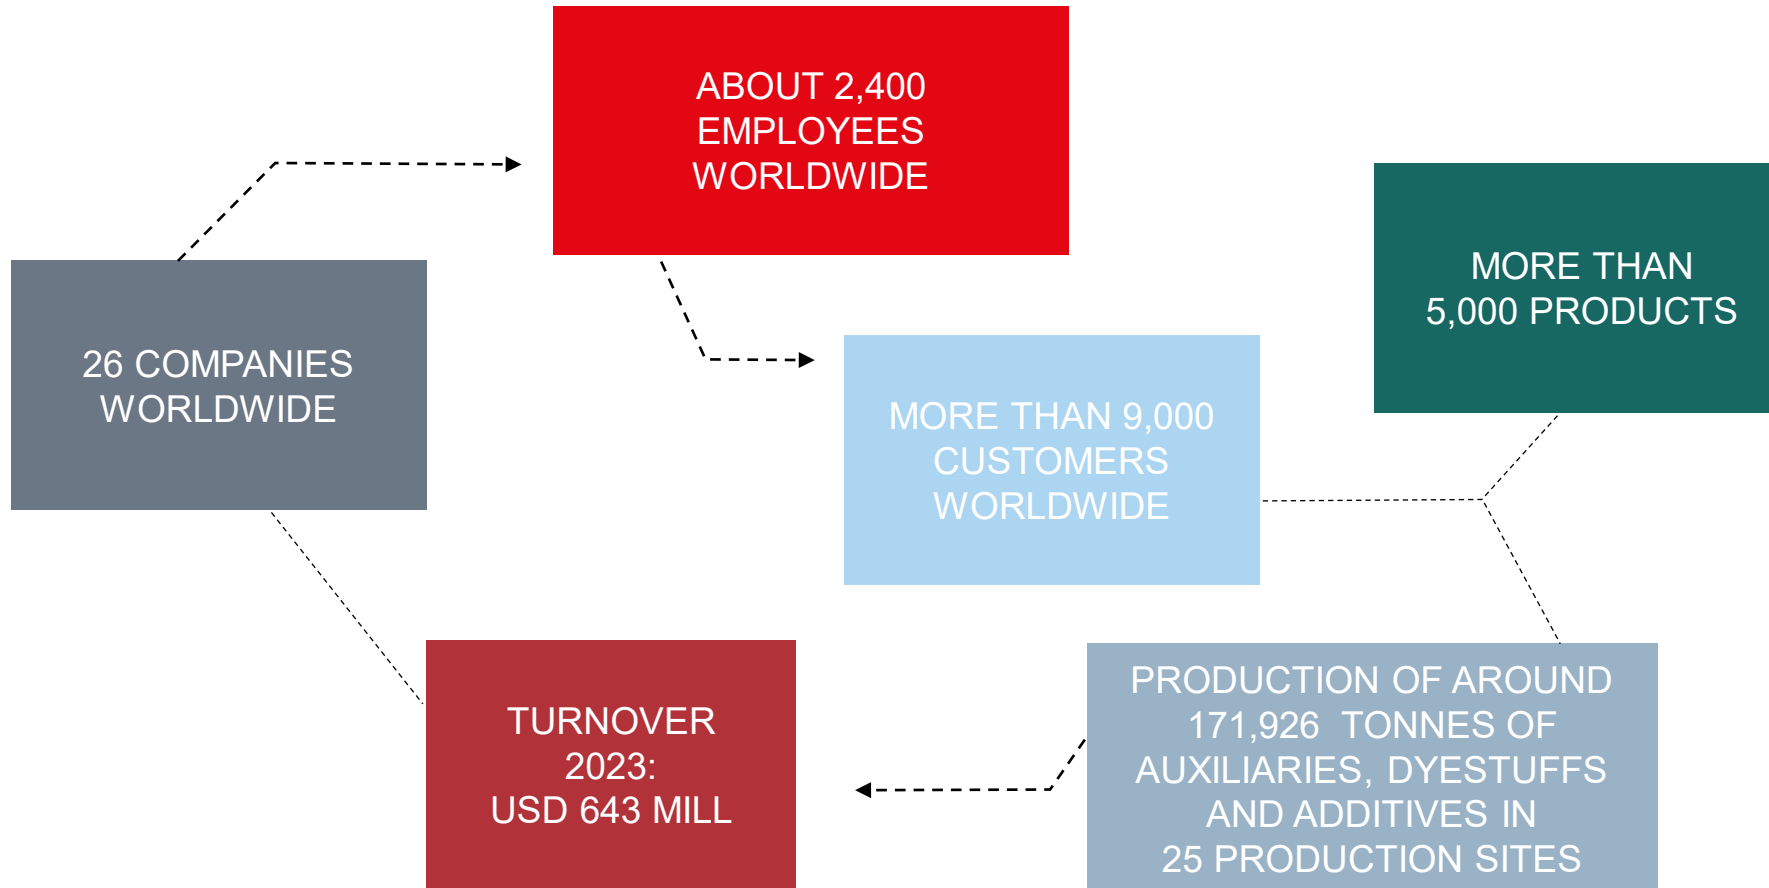 ABOUT 2,400
EMPLOYEES
WORLDWIDE
MORE THAN
5,000 PRODUCTS
26 COMPANIES
WORLDWIDE
MORE THAN 9,000
CUSTOMERS
WORLDWIDE
TURNOVER
2023:
USD 643 MILL
PRODUCTION OF AROUND
171,926 TONNES OF
AUXILIARIES, DYESTUFFS
AND ADDITIVES IN
25 PRODUCTION SITES